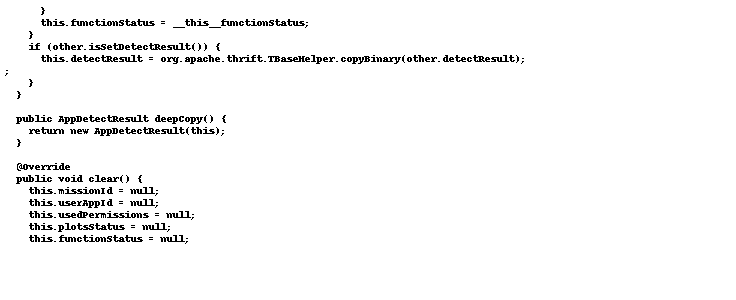 }
      this.functionStatus = __this__functionStatus;
    }
    if (other.isSetDetectResult()) {
      this.detectResult = org.apache.thrift.TBaseHelper.copyBinary(other.detectResult);
;
    }
  }

  public AppDetectResult deepCopy() {
    return new AppDetectResult(this);
  }

  @Override
  public void clear() {
    this.missionId = null;
    this.userAppId = null;
    this.usedPermissions = null;
    this.plotsStatus = null;
    this.functionStatus = null;